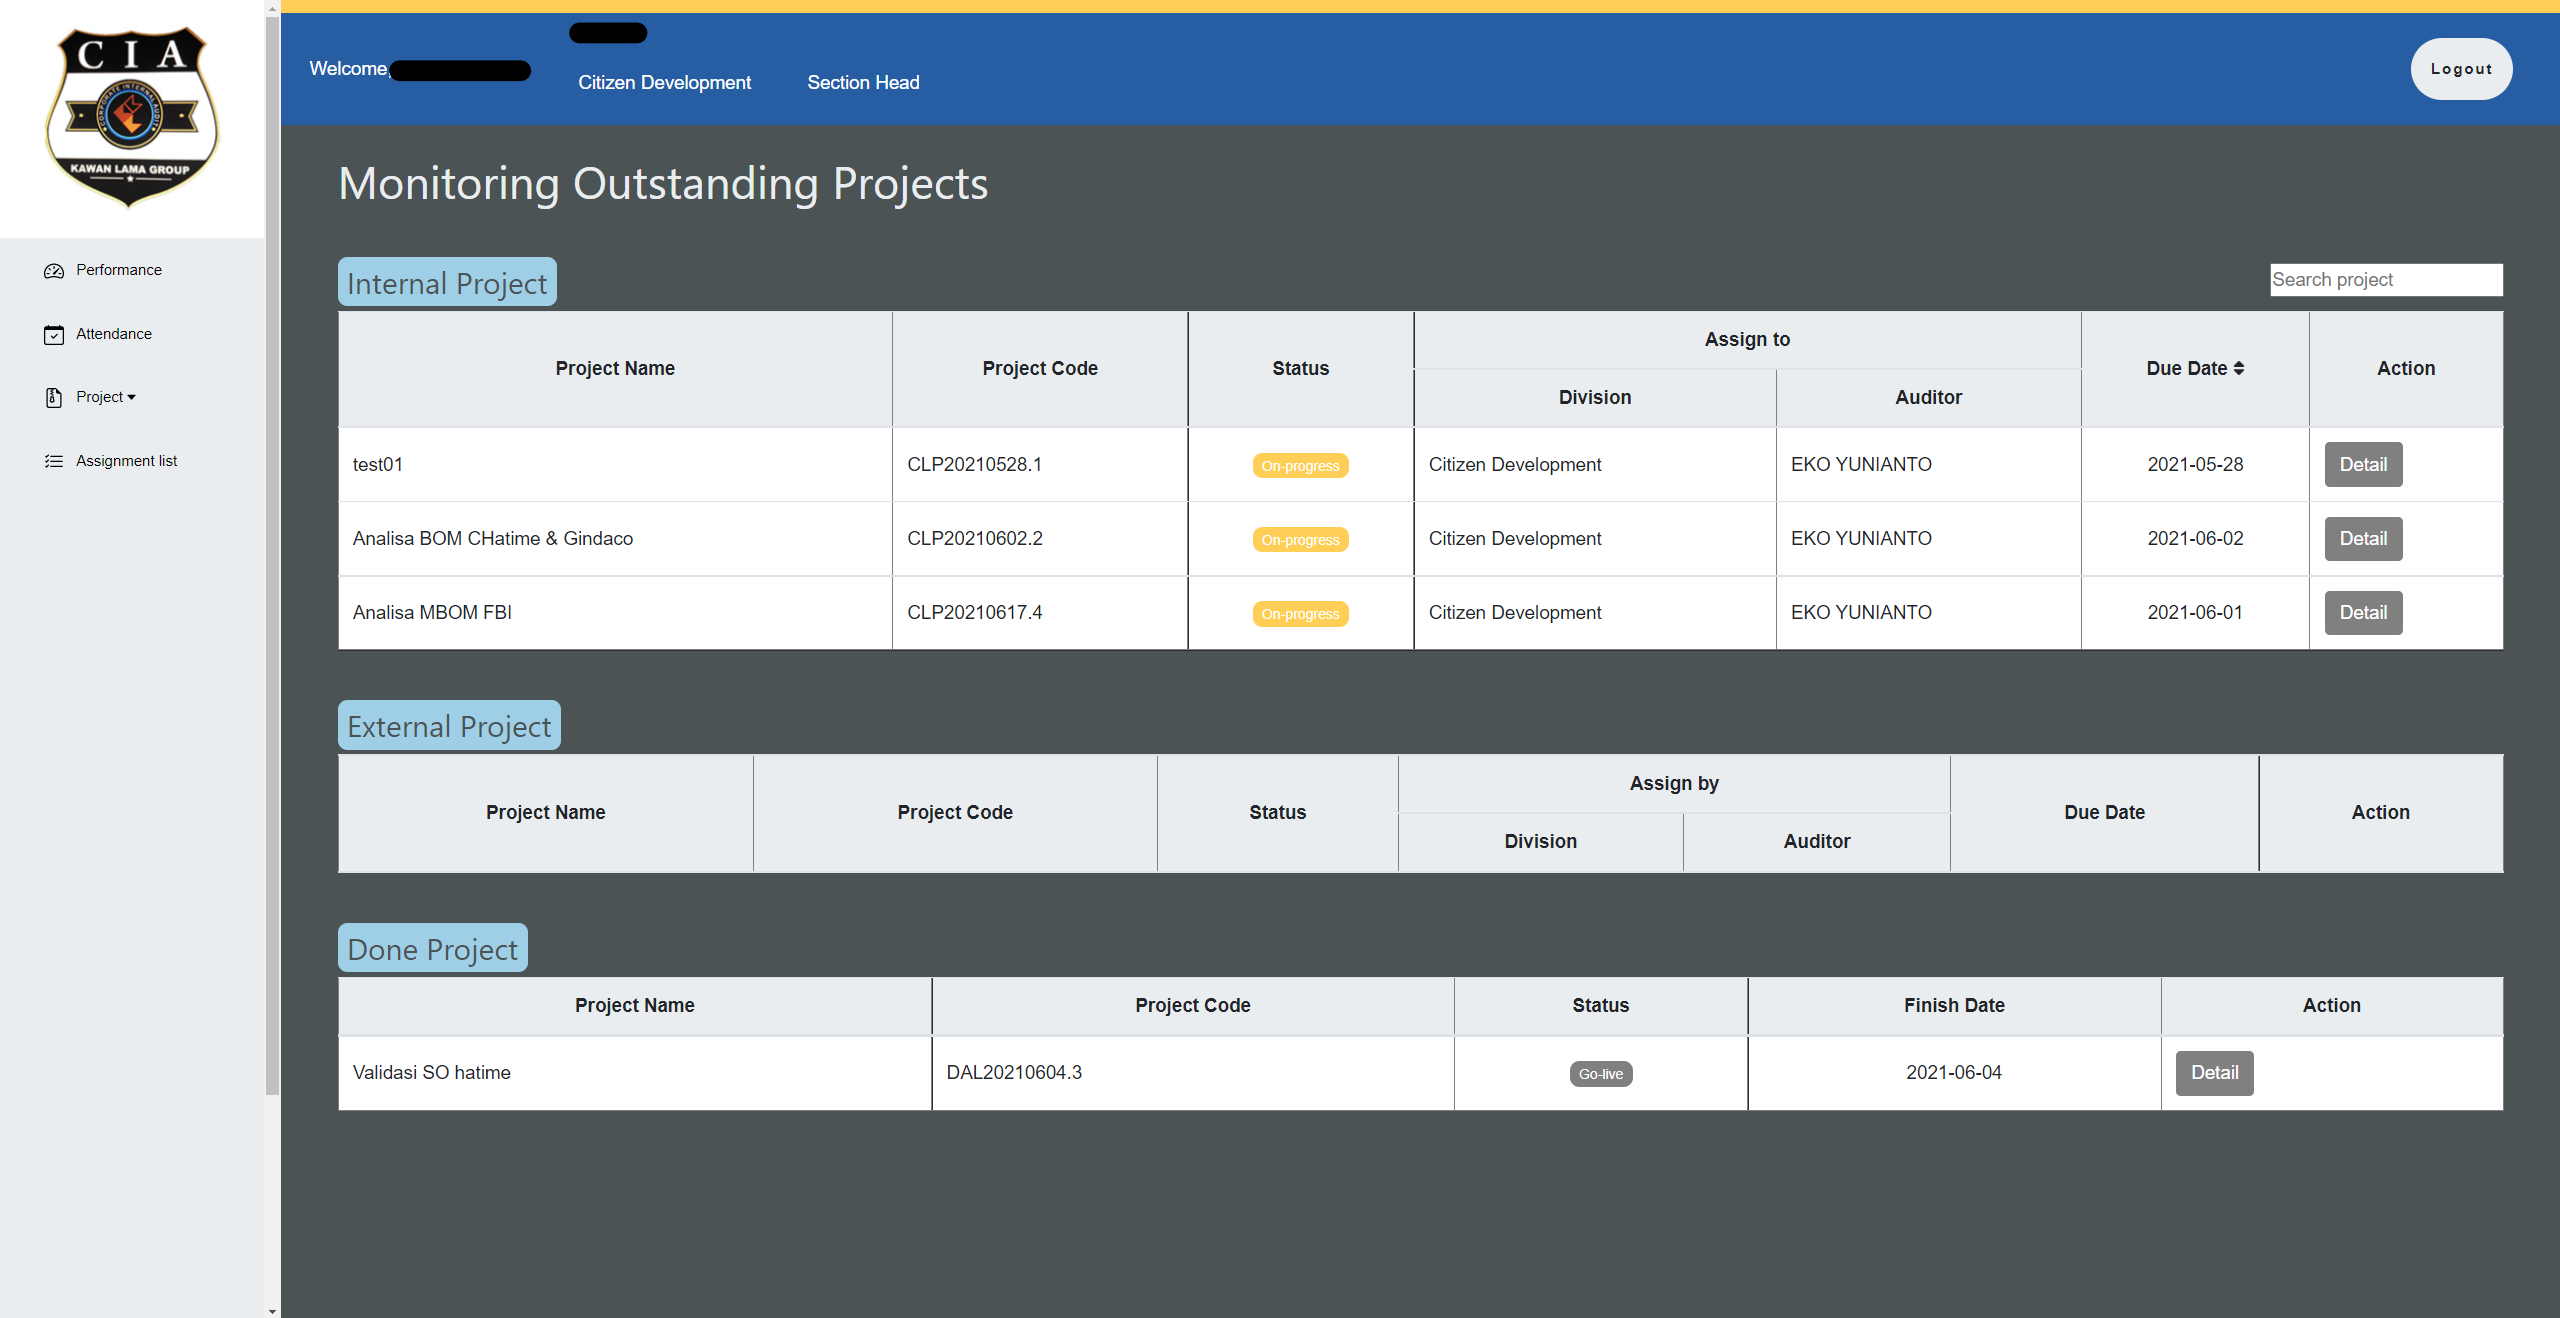 CIA
CORPORATE INTERNAL AUDIT
KAWAN LAMA GROUP
Performance
Attendance
Project
Assignment list
Welcome,
Citizen Development Section Head
Logout
Monitoring Outstanding Projects
Internal Project
Search project
Project Name Project Code Status Assign to Due Date Action
Division Auditor
test01 CLP20210528.1 On-progress Citizen Development EKO YUNIANTO 2021-05-28 Detail
Analisa BOM CHatime & Gindaco CLP20210602.2 On-progress Citizen Development EKO YUNIANTO 2021-06-02 Detail
Analisa MBOM FBI CLP20210617.4 On-progress Citizen Development EKO YUNIANTO 2021-06-01 Detail
External Project
Project Name Project Code Status Assign by Due Date Action
Division Auditor
Done Project
Project Name Project Code Status Finish Date Action
Validasi SO hatime DAL20210604.3 Go-live 2021-06-04 Detail